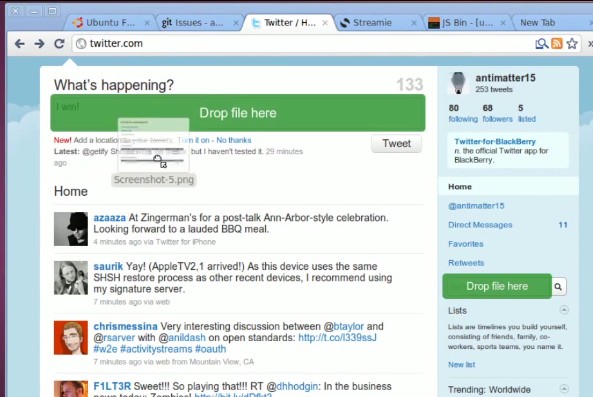 Ubuntu F...
git Issues - a...
Twitter / H...
Streamie
JS Bin - [u...
New Tab
twitter.com
What's happening?
133
I win!
Drop file here
New! Add a location to your tweets. Turn it on - No thanks
Latest: @getify but I haven't tested it. 29 minutes
ago
Tweet
Screenshot-5.png
Home
azaaza At Zingerman's for a post-talk Ann-Arbor-style celebration.
Looking forward to a lauded BBQ meal.
4 minutes ago via Twitter for iPhone
saurik Yay! (AppleTV2,1 arrived!) As this device uses the same
SHSH restore process as other recent devices, I recommend using
my signature server.
7 minutes ago via web
chrismessina Very interesting discussion between @btaylor and
@rsarver with @anildash on open standards: http://t.co/l339ssJ
#w2e #activitystreams #oauth
7 minutes ago via web from Mountain View, CA
F1LT3R Sweet!!! So playing that!!! RT @dhhodgin: In the business
news today: Zombies! http://bit.ly/dDfkt2
antimatter15
253 tweets
80 68 5
following followers listed
Twitter for BlackBerry
n. the official Twitter app for
BlackBerry.
Home
@antimatter15
Direct Messages 11
Favorites
Retweets
Drop file here
Lists
Lists are timelines you build yourself,
consisting of friends, family, co-
workers, sports teams, you name it.
New list
Trending: Worldwide